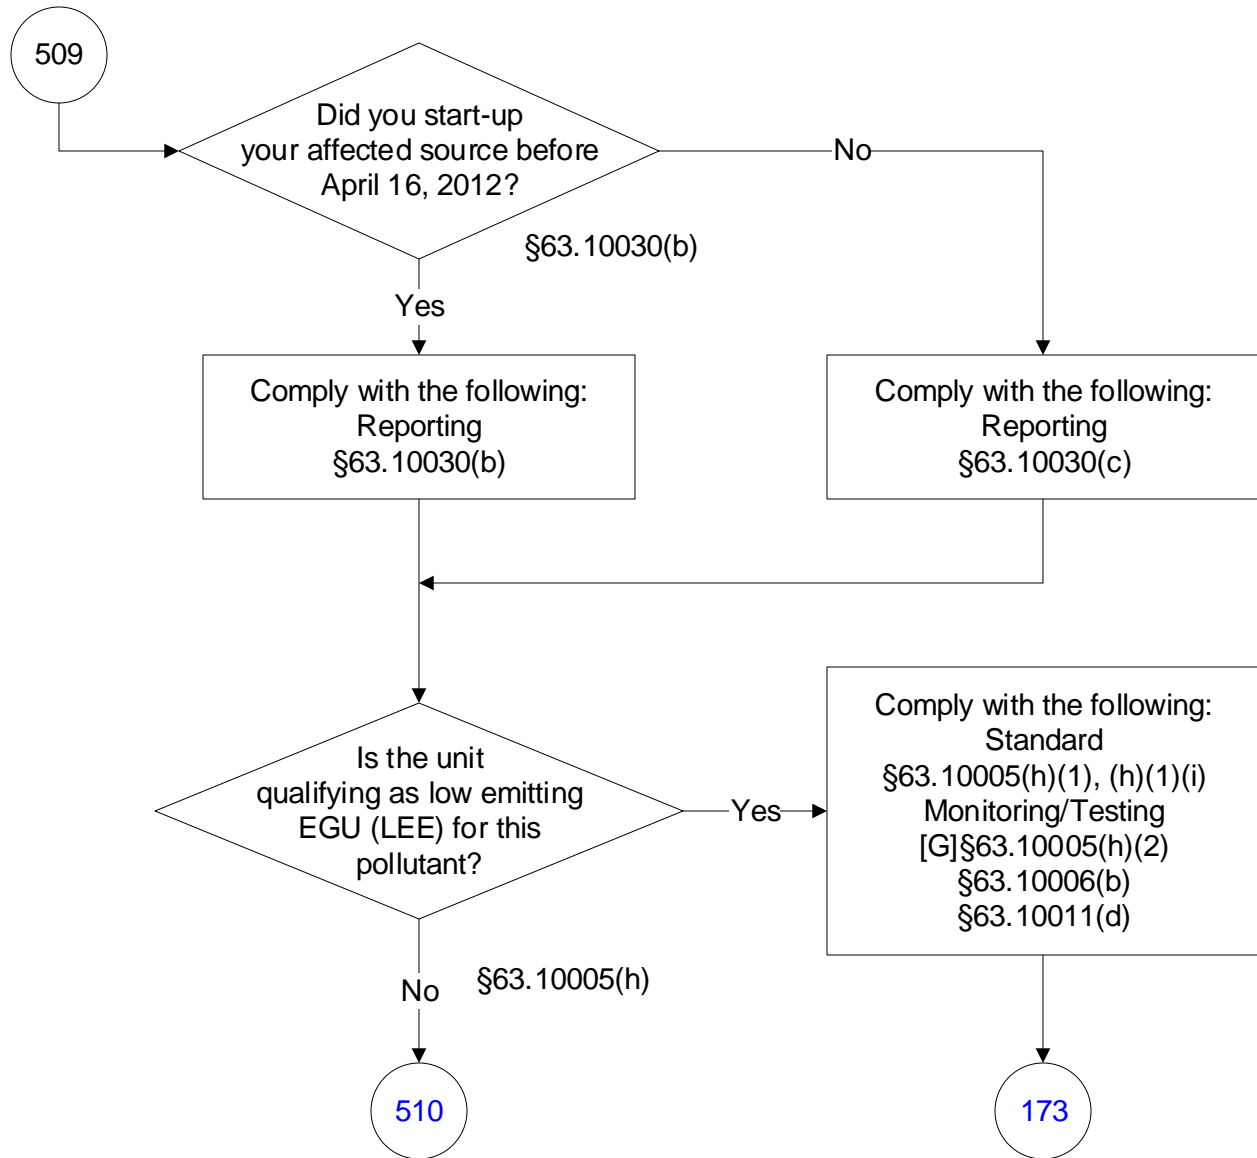 509
Did you start-up
your affected source before
April 16, 2012?
No
§63.10030(b)
Yes
Comply with the following:
Reporting
§63.10030(b)
Comply with the following:
Reporting
§63.10030(c)
Is the unit
qualifying as low emitting
EGU (LEE) for this
pollutant?
Yes
Comply with the following:
Standard
§63.10005(h)(1), (h)(1)(i)
Monitoring/Testing
[G]§63.10005(h)(2)
§63.10006(b)
§63.10011(d)
§63.10005(h)
No
510
173